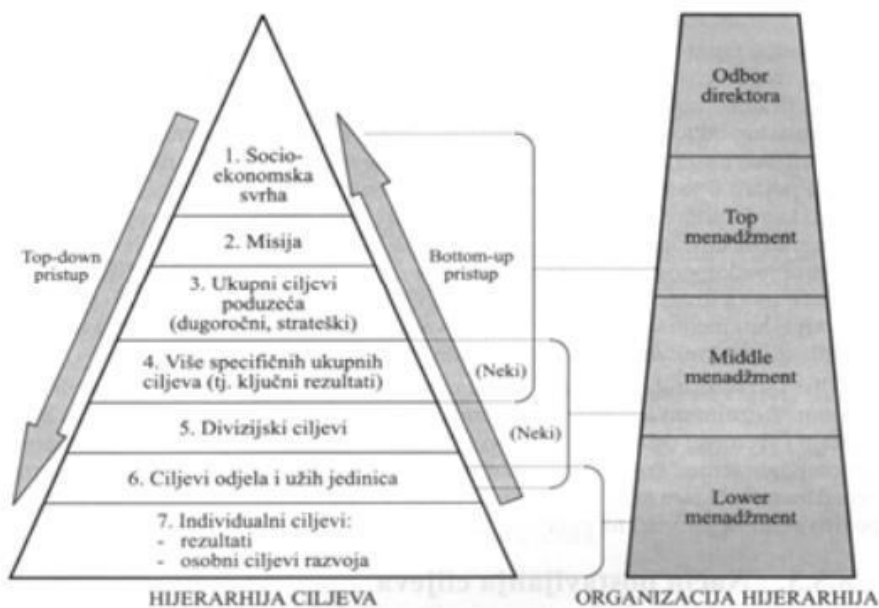 1. Socio-
ekonomska
svrha
2. Misija
3. Ukupni ciljevi
poduzeća
(dugoročni, strateški)
4. Više specifičnih ukupnih
ciljeva (tj. ključni rezultati)
5. Divizijski ciljevi
6. Ciljevi odjela i užih jedinica
7. Individualni ciljevi:
- rezultati
- osobni ciljevi razvoja
Top-down
pristup
Bottom-up
pristup
(Neki)
(Neki)
HIJERARHIJA CILJEVA
Odbor
direktora
Top
menadžment
Middle
menadžment
Lower
menadžment
ORGANIZACIJA HIJERARHIJA